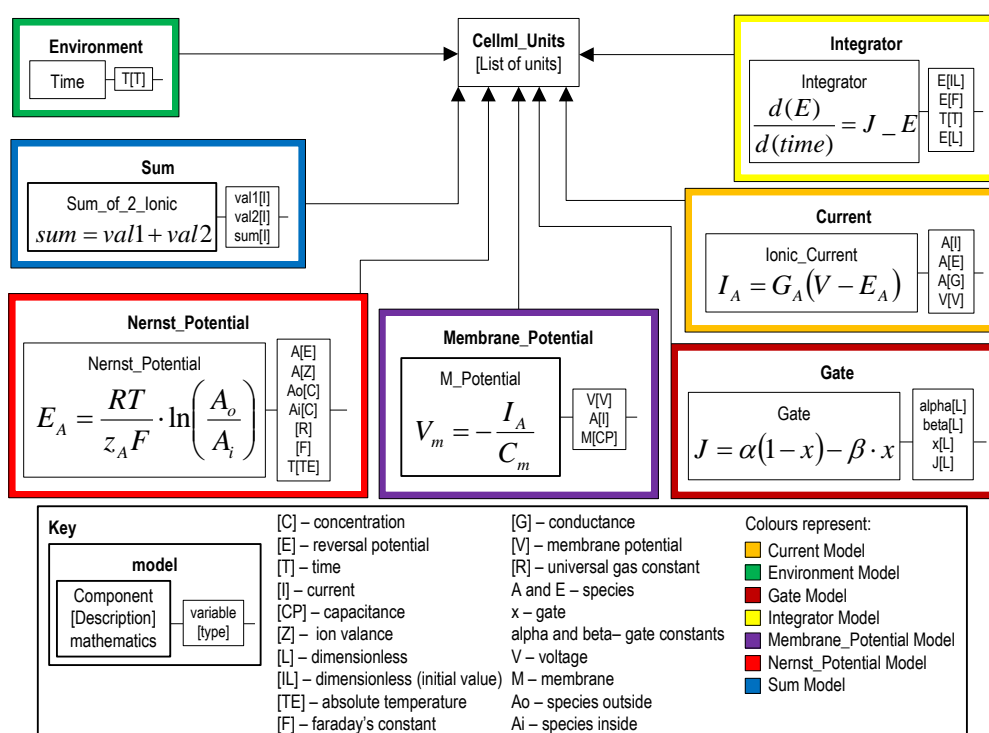 Environment
Time
T[T]
Cellml_Units
[List of units]
Integrator
Integrator
d(E)
d(time)
= J _ E
E[IL]
E[F]
T[T]
E[L]
Sum
Sum_of_2_Ionic
sum = val1 + val2
val1[I]
val2[I]
sum[I]
Current
Ionic_Current
I_A = G_A(V − E_A)
A[I]
A[E]
A[G]
V[V]
Nernst_Potential
Nernst_Potential
E_A = RT / z_A F · ln(A_o / A_i)
A[E]
A[Z]
Ao[C]
Ai[C]
[R]
[F]
T[TE]
Membrane_Potential
M_Potential
V_m = − I_A / C_m
V[V]
A[I]
M[CP]
Gate
Gate
J = α(1 − x) − β · x
alpha[L]
beta[L]
x[L]
J[L]
Key
model
Component
[Description]
mathematics
variable
[type]
[C] – concentration
[E] – reversal potential
[T] – time
[I] – current
[CP] – capacitance
[Z] – ion valance
[L] – dimensionless
[IL] – dimensionless (initial value)
[TE] – absolute temperature
[F] – faraday's constant
[G] – conductance
[V] – membrane potential
[R] – universal gas constant
A and E – species
x – gate
alpha and beta– gate constants
V – voltage
M – membrane
Ao – species outside
Ai – species inside
Colours represent:
Current Model
Environment Model
Gate Model
Integrator Model
Membrane_Potential Model
Nernst_Potential Model
Sum Model